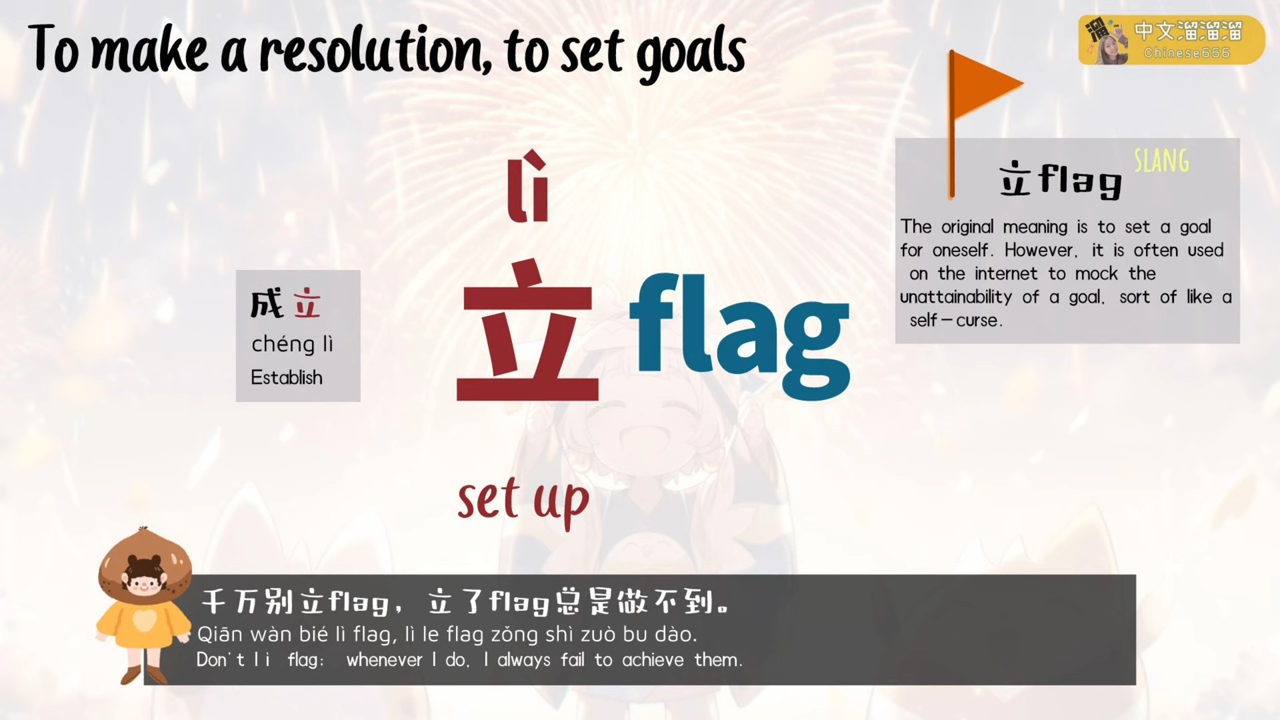 To make a resolution, to set goals
溜
中文溜溜溜
Chinese666
lì
立 flag
set up
成立
chéng lì
Establish
立flag
SLANG
The original meaning is to set a goal
for oneself. However, it is often used
on the internet to mock the
unattainability of a goal, sort of like a
self-curse.
千万别立flag，立了flag总是做不到。
Qiān wàn bié lì flag, lì le flag zǒng shì zuò bu dào.
Don't lì flag: whenever I do, I always fail to achieve them.